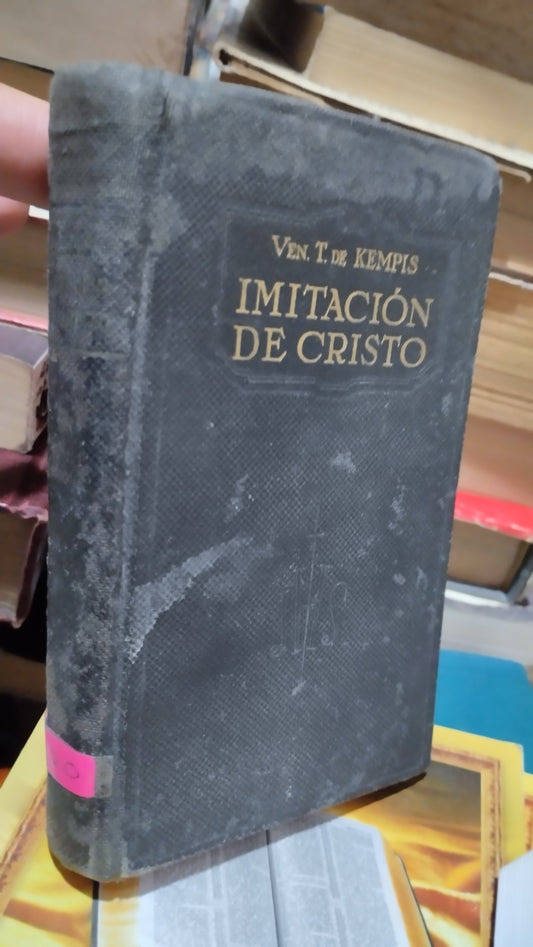 VEN. T. DE KEMPIS
IMITACIÓN
DE CRISTO